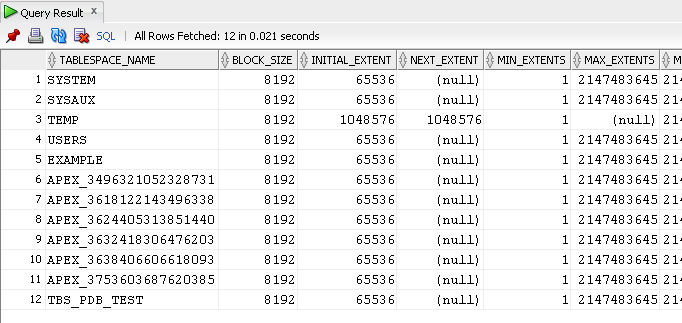 Query Result x
SQL | All Rows Fetched: 12 in 0.021 seconds
TABLESPACE_NAME BLOCK_SIZE INITIAL_EXTENT NEXT_EXTENT MIN_EXTENTS MAX_EXTENTS M
1 SYSTEM 8192 65536 (null) 1 2147483645 214
2 SYSAUX 8192 65536 (null) 1 2147483645 214
3 TEMP 8192 1048576 1048576 1 (null) 214
4 USERS 8192 65536 (null) 1 2147483645 214
5 EXAMPLE 8192 65536 (null) 1 2147483645 214
6 APEX_3496321052328731 8192 65536 (null) 1 2147483645 214
7 APEX_3618122143496338 8192 65536 (null) 1 2147483645 214
8 APEX_3624405313851440 8192 65536 (null) 1 2147483645 214
9 APEX_3632418306476203 8192 65536 (null) 1 2147483645 214
10 APEX_3638406606618093 8192 65536 (null) 1 2147483645 214
11 APEX_3753603687620385 8192 65536 (null) 1 2147483645 214
12 TBS_PDB_TEST 8192 65536 (null) 1 2147483645 214